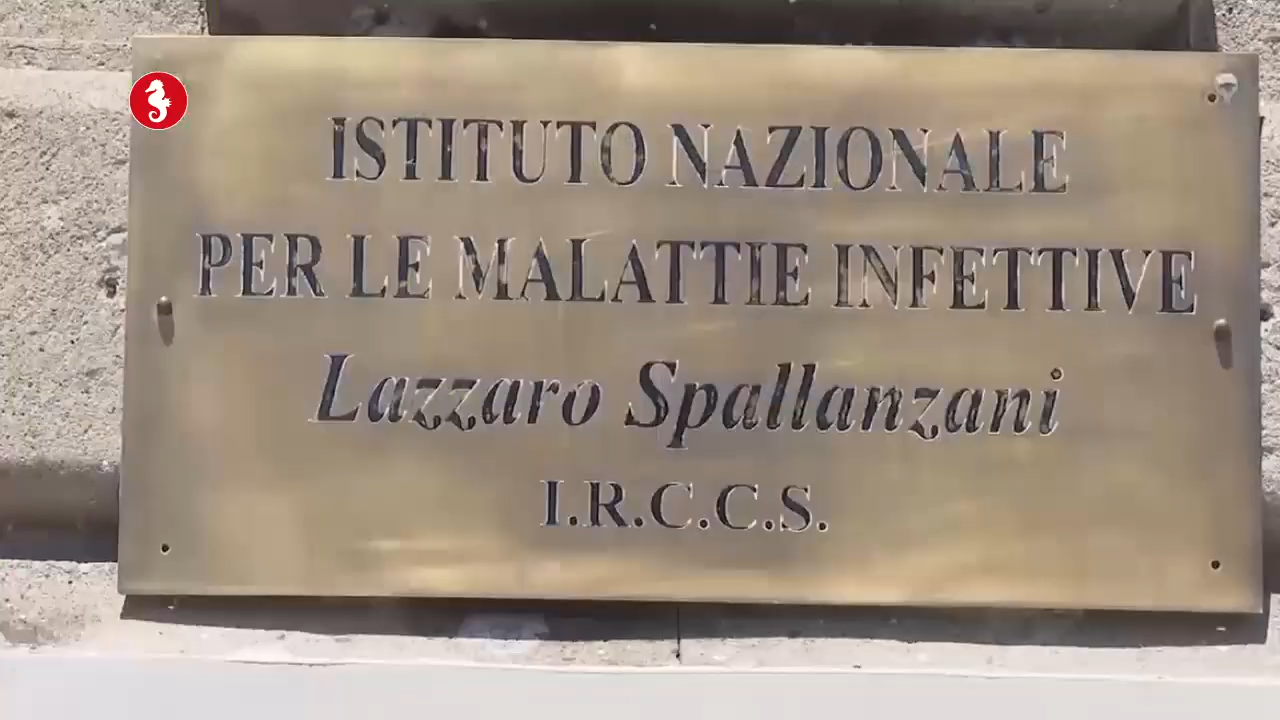 ISTITUTO NAZIONALE
PER LE MALATTIE INFETTIVE
Lazzaro Spallanzani
I.R.C.C.S.